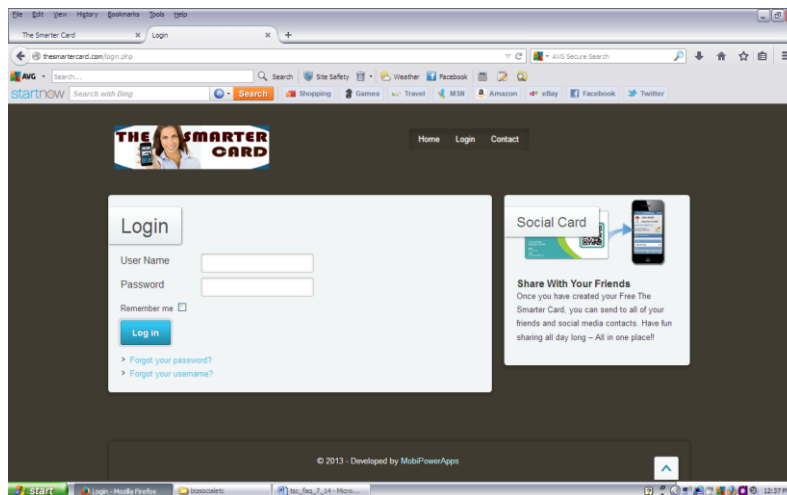 File Edit View History Bookmarks Tools Help
The Smarter Card Login
thesmartercard.com/login.php AVG Secure Search
AVG Search... Search Site Safety Weather Facebook
startnow Search with Bing Search Shopping Games Travel MSN Amazon eBay Facebook Twitter
THE SMARTER
CARD
Home Login Contact
Login
User Name
Password
Remember me
Log in
Forgot your password?
Forgot your username?
Social Card
Share With Your Friends
Once you have created your Free The
Smarter Card, you can send to all of your
friends and social media contacts. Have fun
sharing all day long – All in one place!!
© 2013 - Developed by MobiPowerApps
start Login - Mozilla Firefox bizsocialetc tsc_faq_7_14 - Micro... 12:37 P